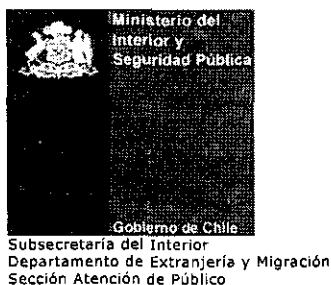 Ministerio del
Interior y
Seguridad Pública
Gobierno de Chile
Subsecretaría del Interior
Departamento de Extranjería y Migración
Sección Atención de Público